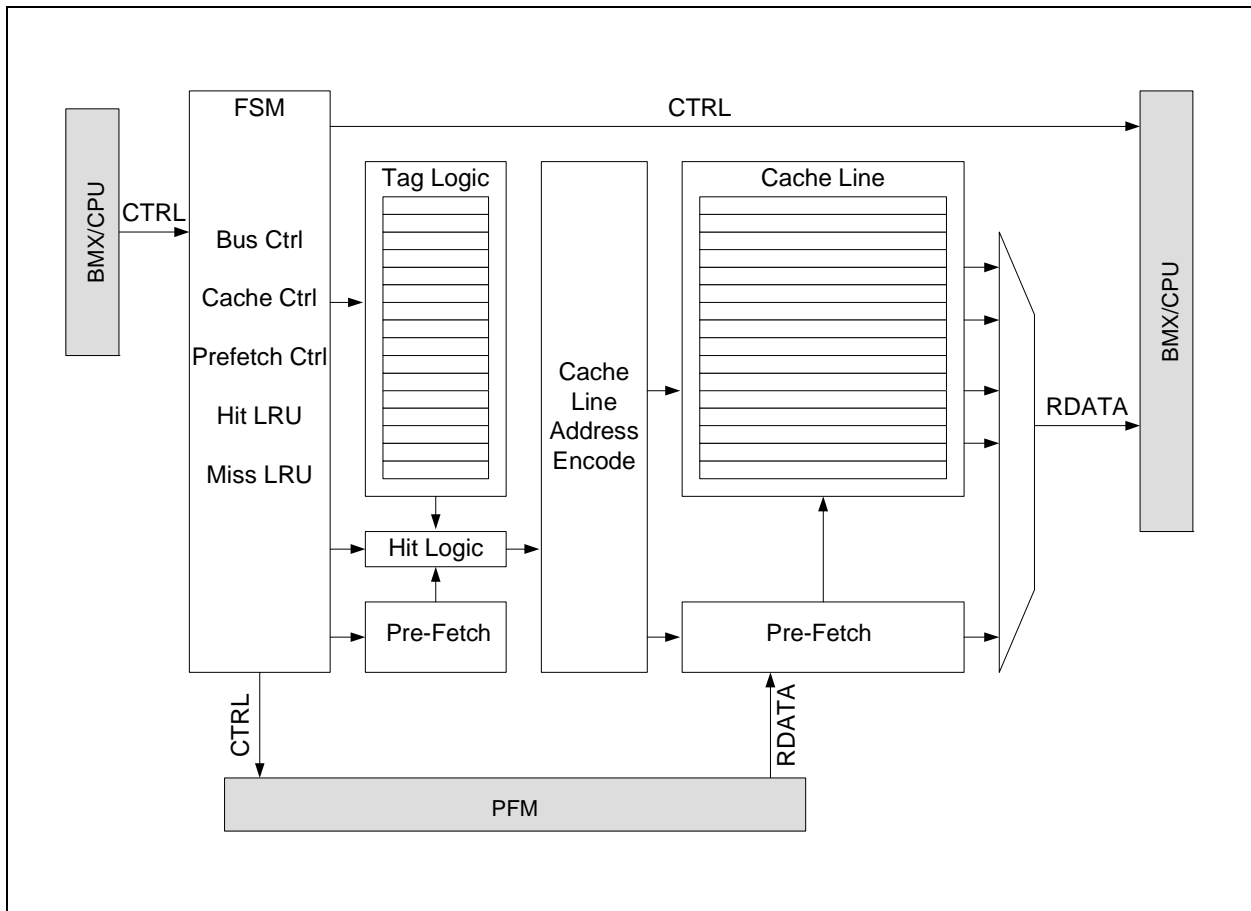 FSM
CTRL
BMX/CPU
CTRL
Bus Ctrl
Cache Ctrl
Prefetch Ctrl
Hit LRU
Miss LRU
Tag Logic
Hit Logic
Pre-Fetch
Cache
Line
Address
Encode
Cache Line
Pre-Fetch
RDATA
BMX/CPU
CTRL
RDATA
PFM